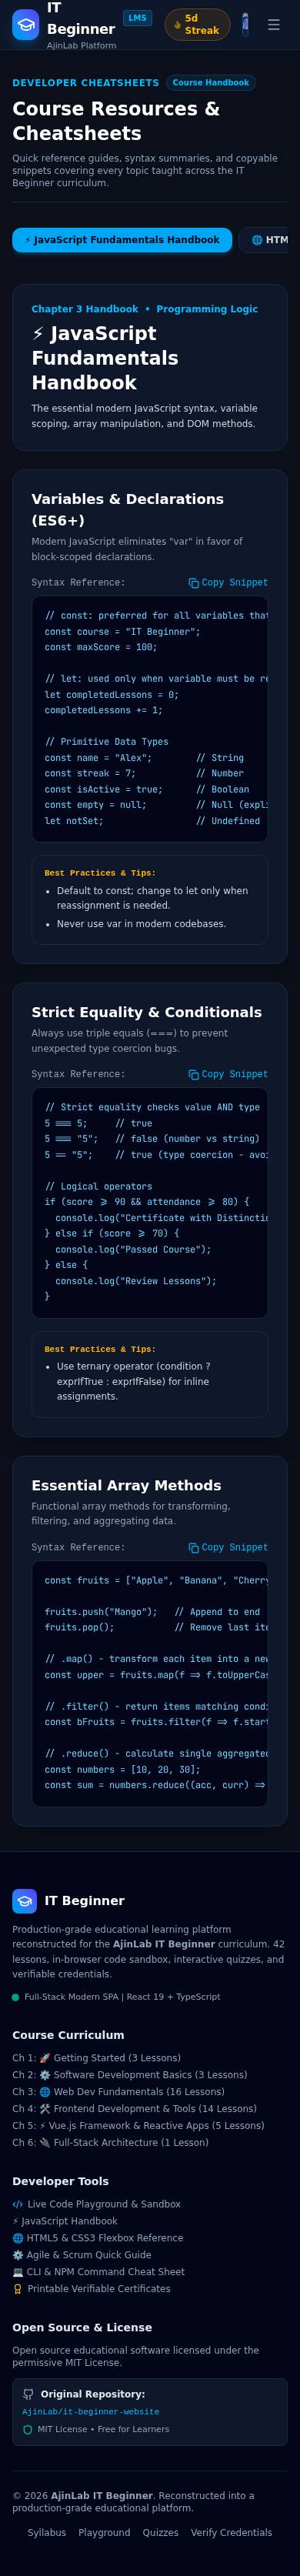 IT
Beginner
LMS
AjinLab Platform
5d
Streak
DEVELOPER CHEATSHEETS Course Handbook
Course Resources &
Cheatsheets
Quick reference guides, syntax summaries, and copyable
snippets covering every topic taught across the IT
Beginner curriculum.
⚡ JavaScript Fundamentals Handbook
🌐 HTM
Chapter 3 Handbook • Programming Logic
⚡ JavaScript
Fundamentals
Handbook
The essential modern JavaScript syntax, variable
scoping, array manipulation, and DOM methods.
Variables & Declarations
(ES6+)
Modern JavaScript eliminates "var" in favor of
block-scoped declarations.
Syntax Reference: Copy Snippet
// const: preferred for all variables that
const course = "IT Beginner";
const maxScore = 100;
// let: used only when variable must be re
let completedLessons = 0;
completedLessons += 1;
// Primitive Data Types
const name = "Alex"; // String
const streak = 7; // Number
const isActive = true; // Boolean
const empty = null; // Null (expli
let notSet; // Undefined
Best Practices & Tips:
• Default to const; change to let only when
reassignment is needed.
• Never use var in modern codebases.
Strict Equality & Conditionals
Always use triple equals (===) to prevent
unexpected type coercion bugs.
Syntax Reference: Copy Snippet
// Strict equality checks value AND type
5 === 5; // true
5 === "5"; // false (number vs string)
5 == "5"; // true (type coercion - avoi
// Logical operators
if (score >= 90 && attendance >= 80) {
console.log("Certificate with Distinctio
} else if (score >= 70) {
console.log("Passed Course");
} else {
console.log("Review Lessons");
}
Best Practices & Tips:
• Use ternary operator (condition ?
exprIfTrue : exprIfFalse) for inline
assignments.
Essential Array Methods
Functional array methods for transforming,
filtering, and aggregating data.
Syntax Reference: Copy Snippet
const fruits = ["Apple", "Banana", "Cherry
fruits.push("Mango"); // Append to end
fruits.pop(); // Remove last ite
// .map() - transform each item into a new
const upper = fruits.map(f => f.toUpperCas
// .filter() - return items matching condi
const bFruits = fruits.filter(f => f.start
// .reduce() - calculate single aggregated
const numbers = [10, 20, 30];
const sum = numbers.reduce((acc, curr) =>
IT Beginner
Production-grade educational learning platform
reconstructed for the AjinLab IT Beginner curriculum. 42
lessons, in-browser code sandbox, interactive quizzes, and
verifiable credentials.
Full-Stack Modern SPA | React 19 + TypeScript
Course Curriculum
Ch 1: 🚀 Getting Started (3 Lessons)
Ch 2: ⚙️ Software Development Basics (3 Lessons)
Ch 3: 🌐 Web Dev Fundamentals (16 Lessons)
Ch 4: 🛠️ Frontend Development & Tools (14 Lessons)
Ch 5: ⚡ Vue.js Framework & Reactive Apps (5 Lessons)
Ch 6: 🔌 Full-Stack Architecture (1 Lesson)
Developer Tools
Live Code Playground & Sandbox
⚡ JavaScript Handbook
🌐 HTML5 & CSS3 Flexbox Reference
⚙️ Agile & Scrum Quick Guide
💻 CLI & NPM Command Cheat Sheet
Printable Verifiable Certificates
Open Source & License
Open source educational software licensed under the
permissive MIT License.
Original Repository:
AjinLab/it-beginner-website
MIT License • Free for Learners
© 2026 AjinLab IT Beginner. Reconstructed into a
production-grade educational platform.
Syllabus Playground Quizzes Verify Credentials